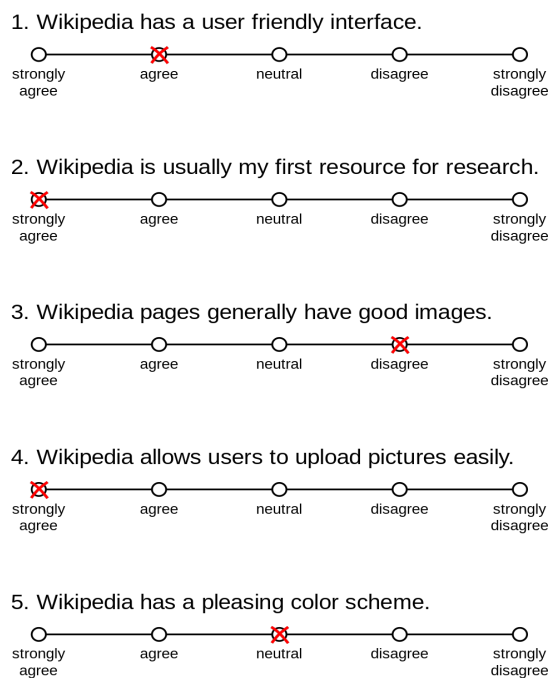 1. Wikipedia has a user friendly interface.
strongly agree neutral disagree strongly
agree disagree
2. Wikipedia is usually my first resource for research.
strongly agree neutral disagree strongly
agree disagree
3. Wikipedia pages generally have good images.
strongly agree neutral disagree strongly
agree disagree
4. Wikipedia allows users to upload pictures easily.
strongly agree neutral disagree strongly
agree disagree
5. Wikipedia has a pleasing color scheme.
strongly agree neutral disagree strongly
agree disagree